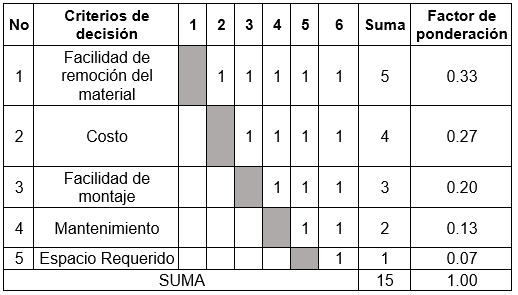 No Criterios de decisión 1 2 3 4 5 6 Suma Factor de ponderación
1 Facilidad de remoción del material 1 1 1 1 1 5 0.33
2 Costo 1 1 1 1 4 0.27
3 Facilidad de montaje 1 1 1 3 0.20
4 Mantenimiento 1 1 2 0.13
5 Espacio Requerido 1 1 0.07
SUMA 15 1.00